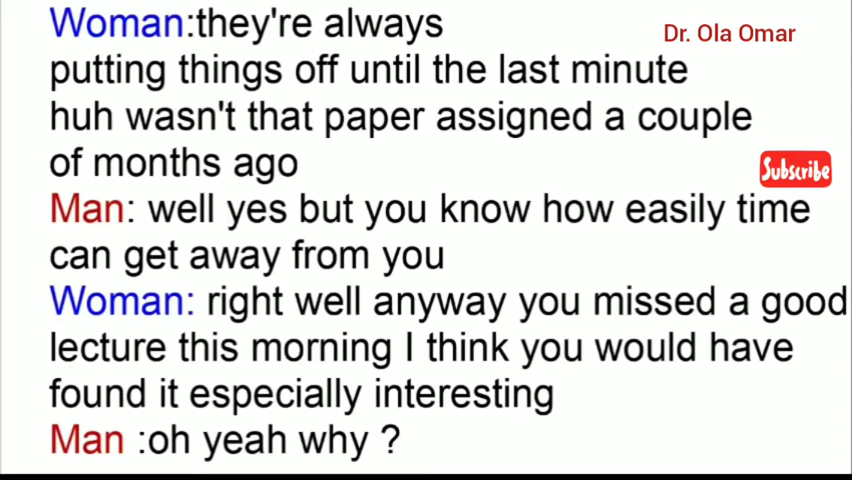 Woman:they're always
Dr. Ola Omar
putting things off until the last minute
huh wasn't that paper assigned a couple
of months ago
Subscribe
Man: well yes but you know how easily time
can get away from you
Woman: right well anyway you missed a good
lecture this morning I think you would have
found it especially interesting
Man :oh yeah why ?